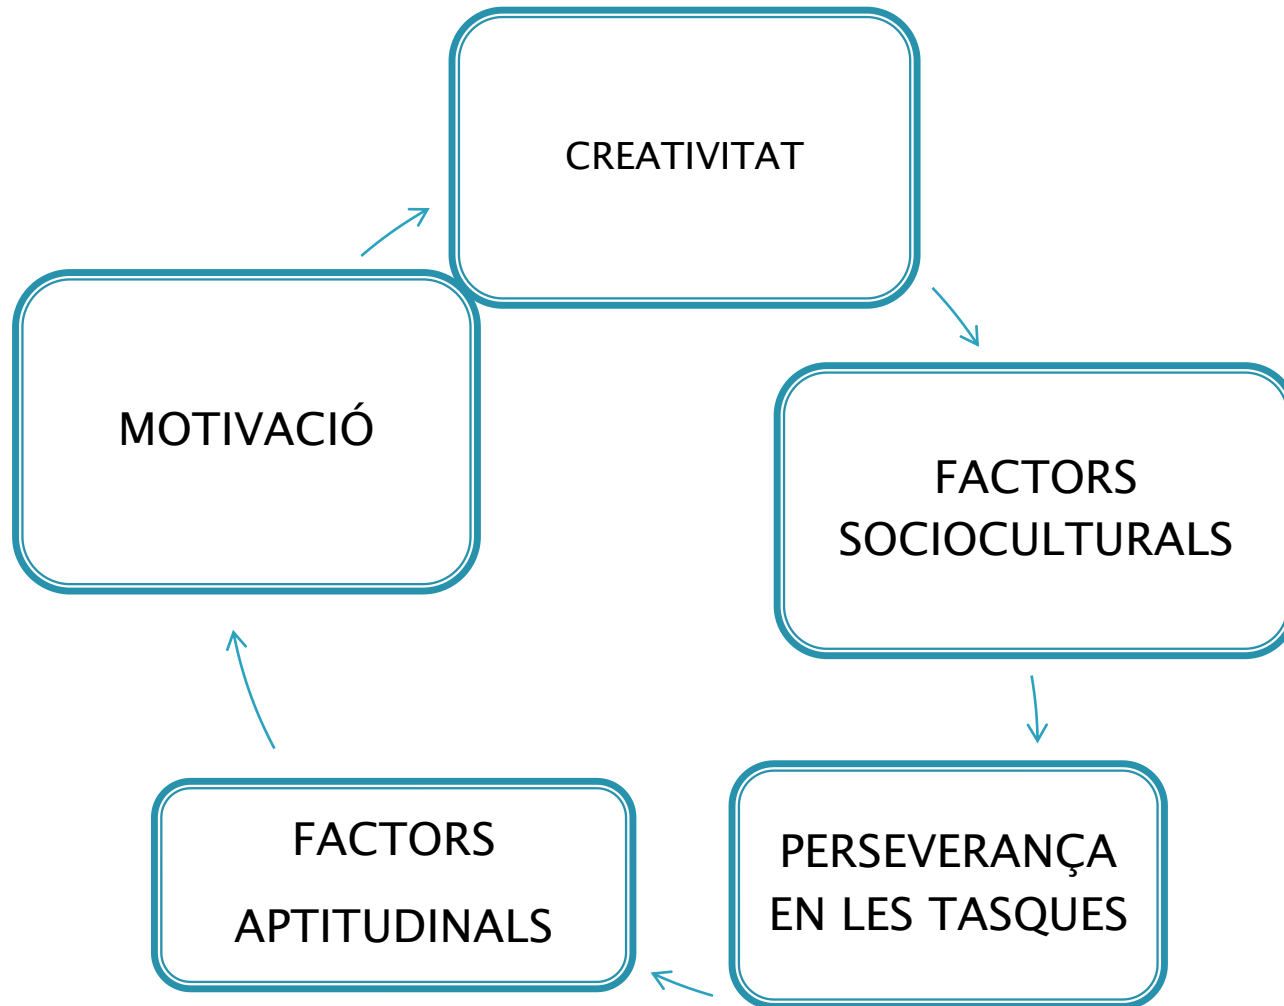 CREATIVITAT
MOTIVACIÓ
FACTORS
SOCIOCULTURALS
PERSEVERANÇA
EN LES TASQUES
FACTORS
APTITUDINALS